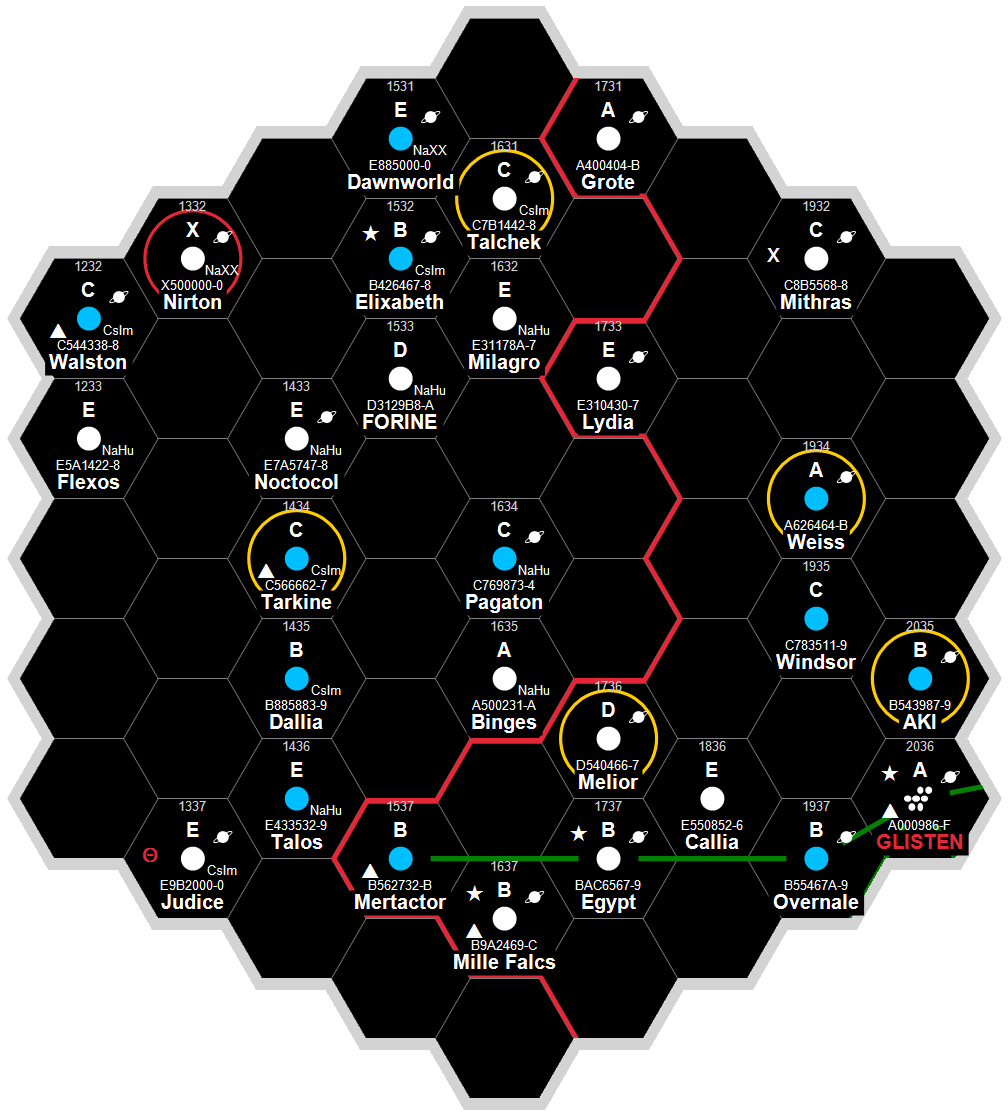 1531
E
NaXX
E885000-0
Dawnworld
1731
A
A400404-B
Grote
1631
C
CsIm
C7B1442-8
Talchek
1332
X
NaXX
X500000-0
Nirton
1532
B
CsIm
B426467-8
Elixabeth
1932
C
X
C8B5568-8
Mithras
1232
C
CsIm
C544338-8
Walston
1632
E
NaHu
E31178A-7
Milagro
1533
D
NaHu
D3129B8-A
FORINE
1733
E
E310430-7
Lydia
1233
E
NaHu
E5A1422-8
Flexos
1433
E
NaHu
E7A5747-8
Noctocol
1934
A
A626464-B
Weiss
1434
C
CsIm
C566662-7
Tarkine
1634
C
NaHu
C769873-4
Pagaton
1935
C
C783511-9
Windsor
1435
B
CsIm
B885883-9
Dallia
1635
A
NaHu
A500231-A
Binges
2035
B
B543987-9
AKI
1736
D
D540466-7
Melior
1436
E
NaHu
E433532-9
Talos
1836
E
E550852-6
Callia
2036
A
A000986-F
GLISTEN
1337
E
Θ
CsIm
E9B2000-0
Judice
1537
B
B562732-B
Mertactor
1737
B
BAC6567-9
Egypt
1937
B
B55467A-9
Overnale
1637
B
B9A2469-C
Mille Falcs